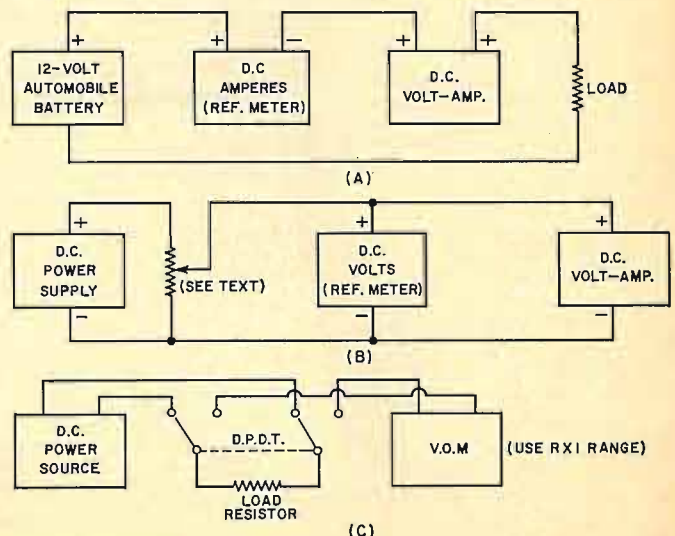 + + − + +
12-VOLT
AUTOMOBILE
BATTERY
D.C
AMPERES
(REF. METER)
D.C.
VOLT-AMP.
LOAD
(A)
+ + +
D.C.
POWER
SUPPLY
(SEE TEXT)
D.C.
VOLTS
(REF. METER)
D.C.
VOLT-AMP.
− − −
(B)
D.C.
POWER
SOURCE
D.P.D.T.
LOAD
RESISTOR
V.O.M
(USE RX1 RANGE)
(C)